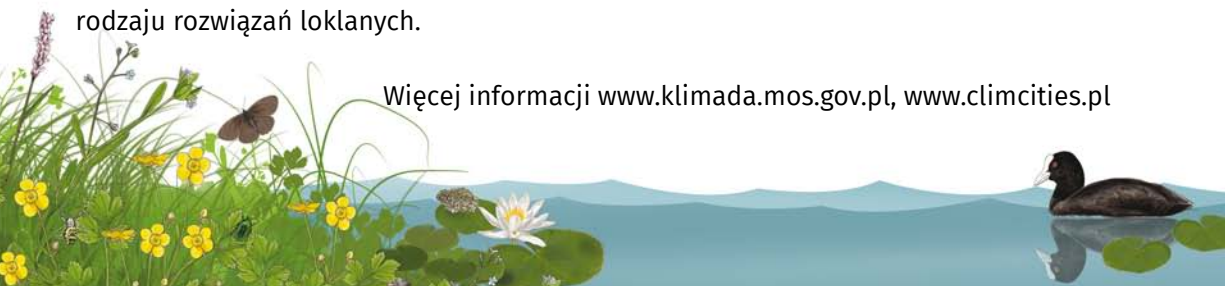 rodzaju rozwiązań loklanych.
Więcej informacji www.klimada.mos.gov.pl, www.climcities.pl